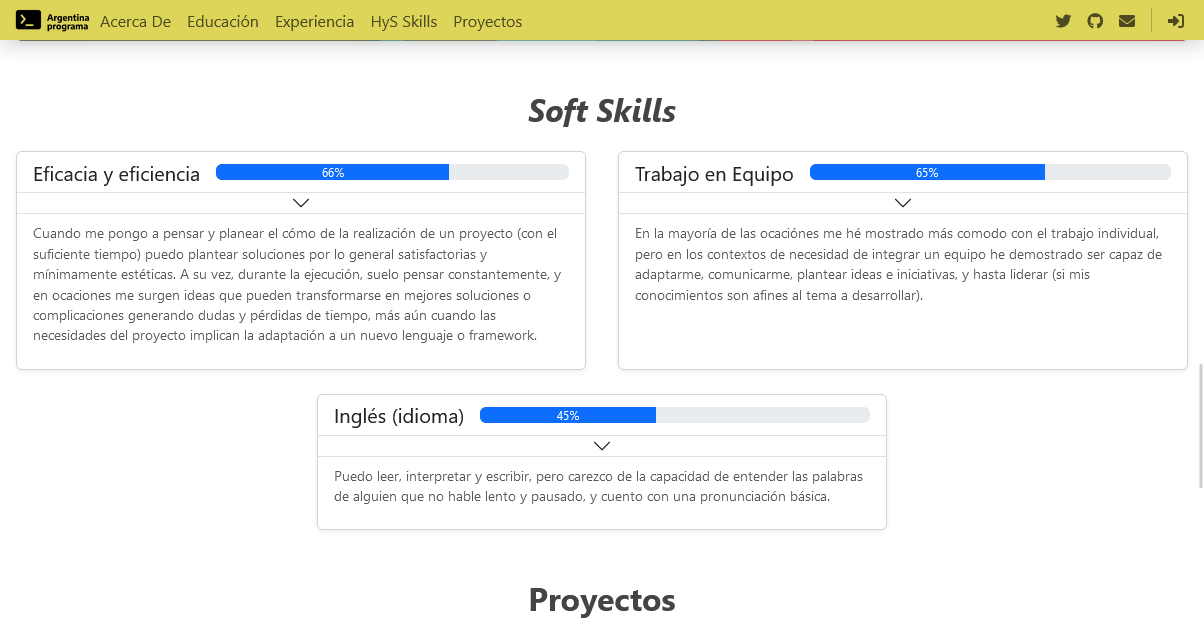 Argentina programa
Acerca De
Educación
Experiencia
HyS Skills
Proyectos
Soft Skills
Eficacia y eficiencia
66%
Cuando me pongo a pensar y planear el cómo de la realización de un proyecto (con el
suficiente tiempo) puedo plantear soluciones por lo general satisfactorias y
mínimamente estéticas. A su vez, durante la ejecución, suelo pensar constantemente, y
en ocaciones me surgen ideas que pueden transformarse en mejores soluciones o
complicaciones generando dudas y pérdidas de tiempo, más aún cuando las
necesidades del proyecto implican la adaptación a un nuevo lenguaje o framework.
Trabajo en Equipo
65%
En la mayoría de las ocaciónes me hé mostrado más comodo con el trabajo individual,
pero en los contextos de necesidad de integrar un equipo he demostrado ser capaz de
adaptarme, comunicarme, plantear ideas e iniciativas, y hasta liderar (si mis
conocimientos son afines al tema a desarrollar).
Inglés (idioma)
45%
Puedo leer, interpretar y escribir, pero carezco de la capacidad de entender las palabras
de alguien que no hable lento y pausado, y cuento con una pronunciación básica.
Proyectos